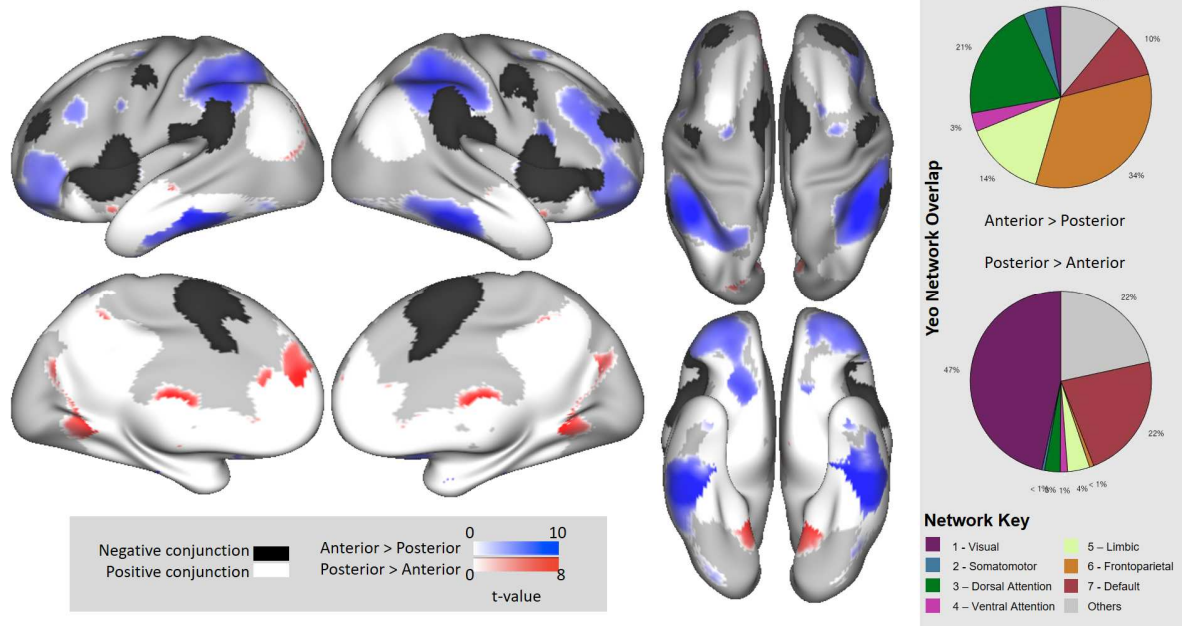 10%
21%
3%
14%
34%
Anterior > Posterior
Posterior > Anterior
Yeo Network Overlap
22%
47%
22%
< 1%
1%
4%
< 1%
Negative conjunction
Positive conjunction
0 10
Anterior > Posterior
Posterior > Anterior
0 8
t-value
Network Key
1 - Visual
2 - Somatomotor
3 – Dorsal Attention
4 – Ventral Attention
5 – Limbic
6 - Frontoparietal
7 - Default
Others